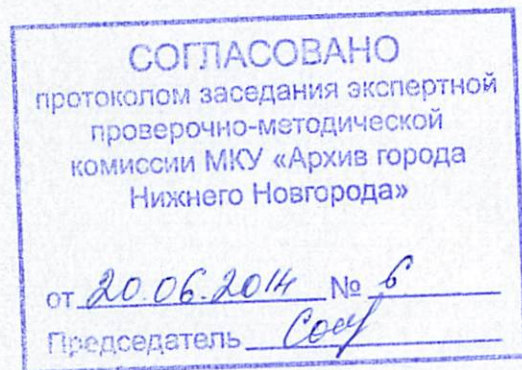 СОГЛАСОВАНО
протоколом заседания экспертной
проверочно-методической
комиссии МКУ «Архив города
Нижнего Новгорода»
от 20.06.2014 № 6
Председатель